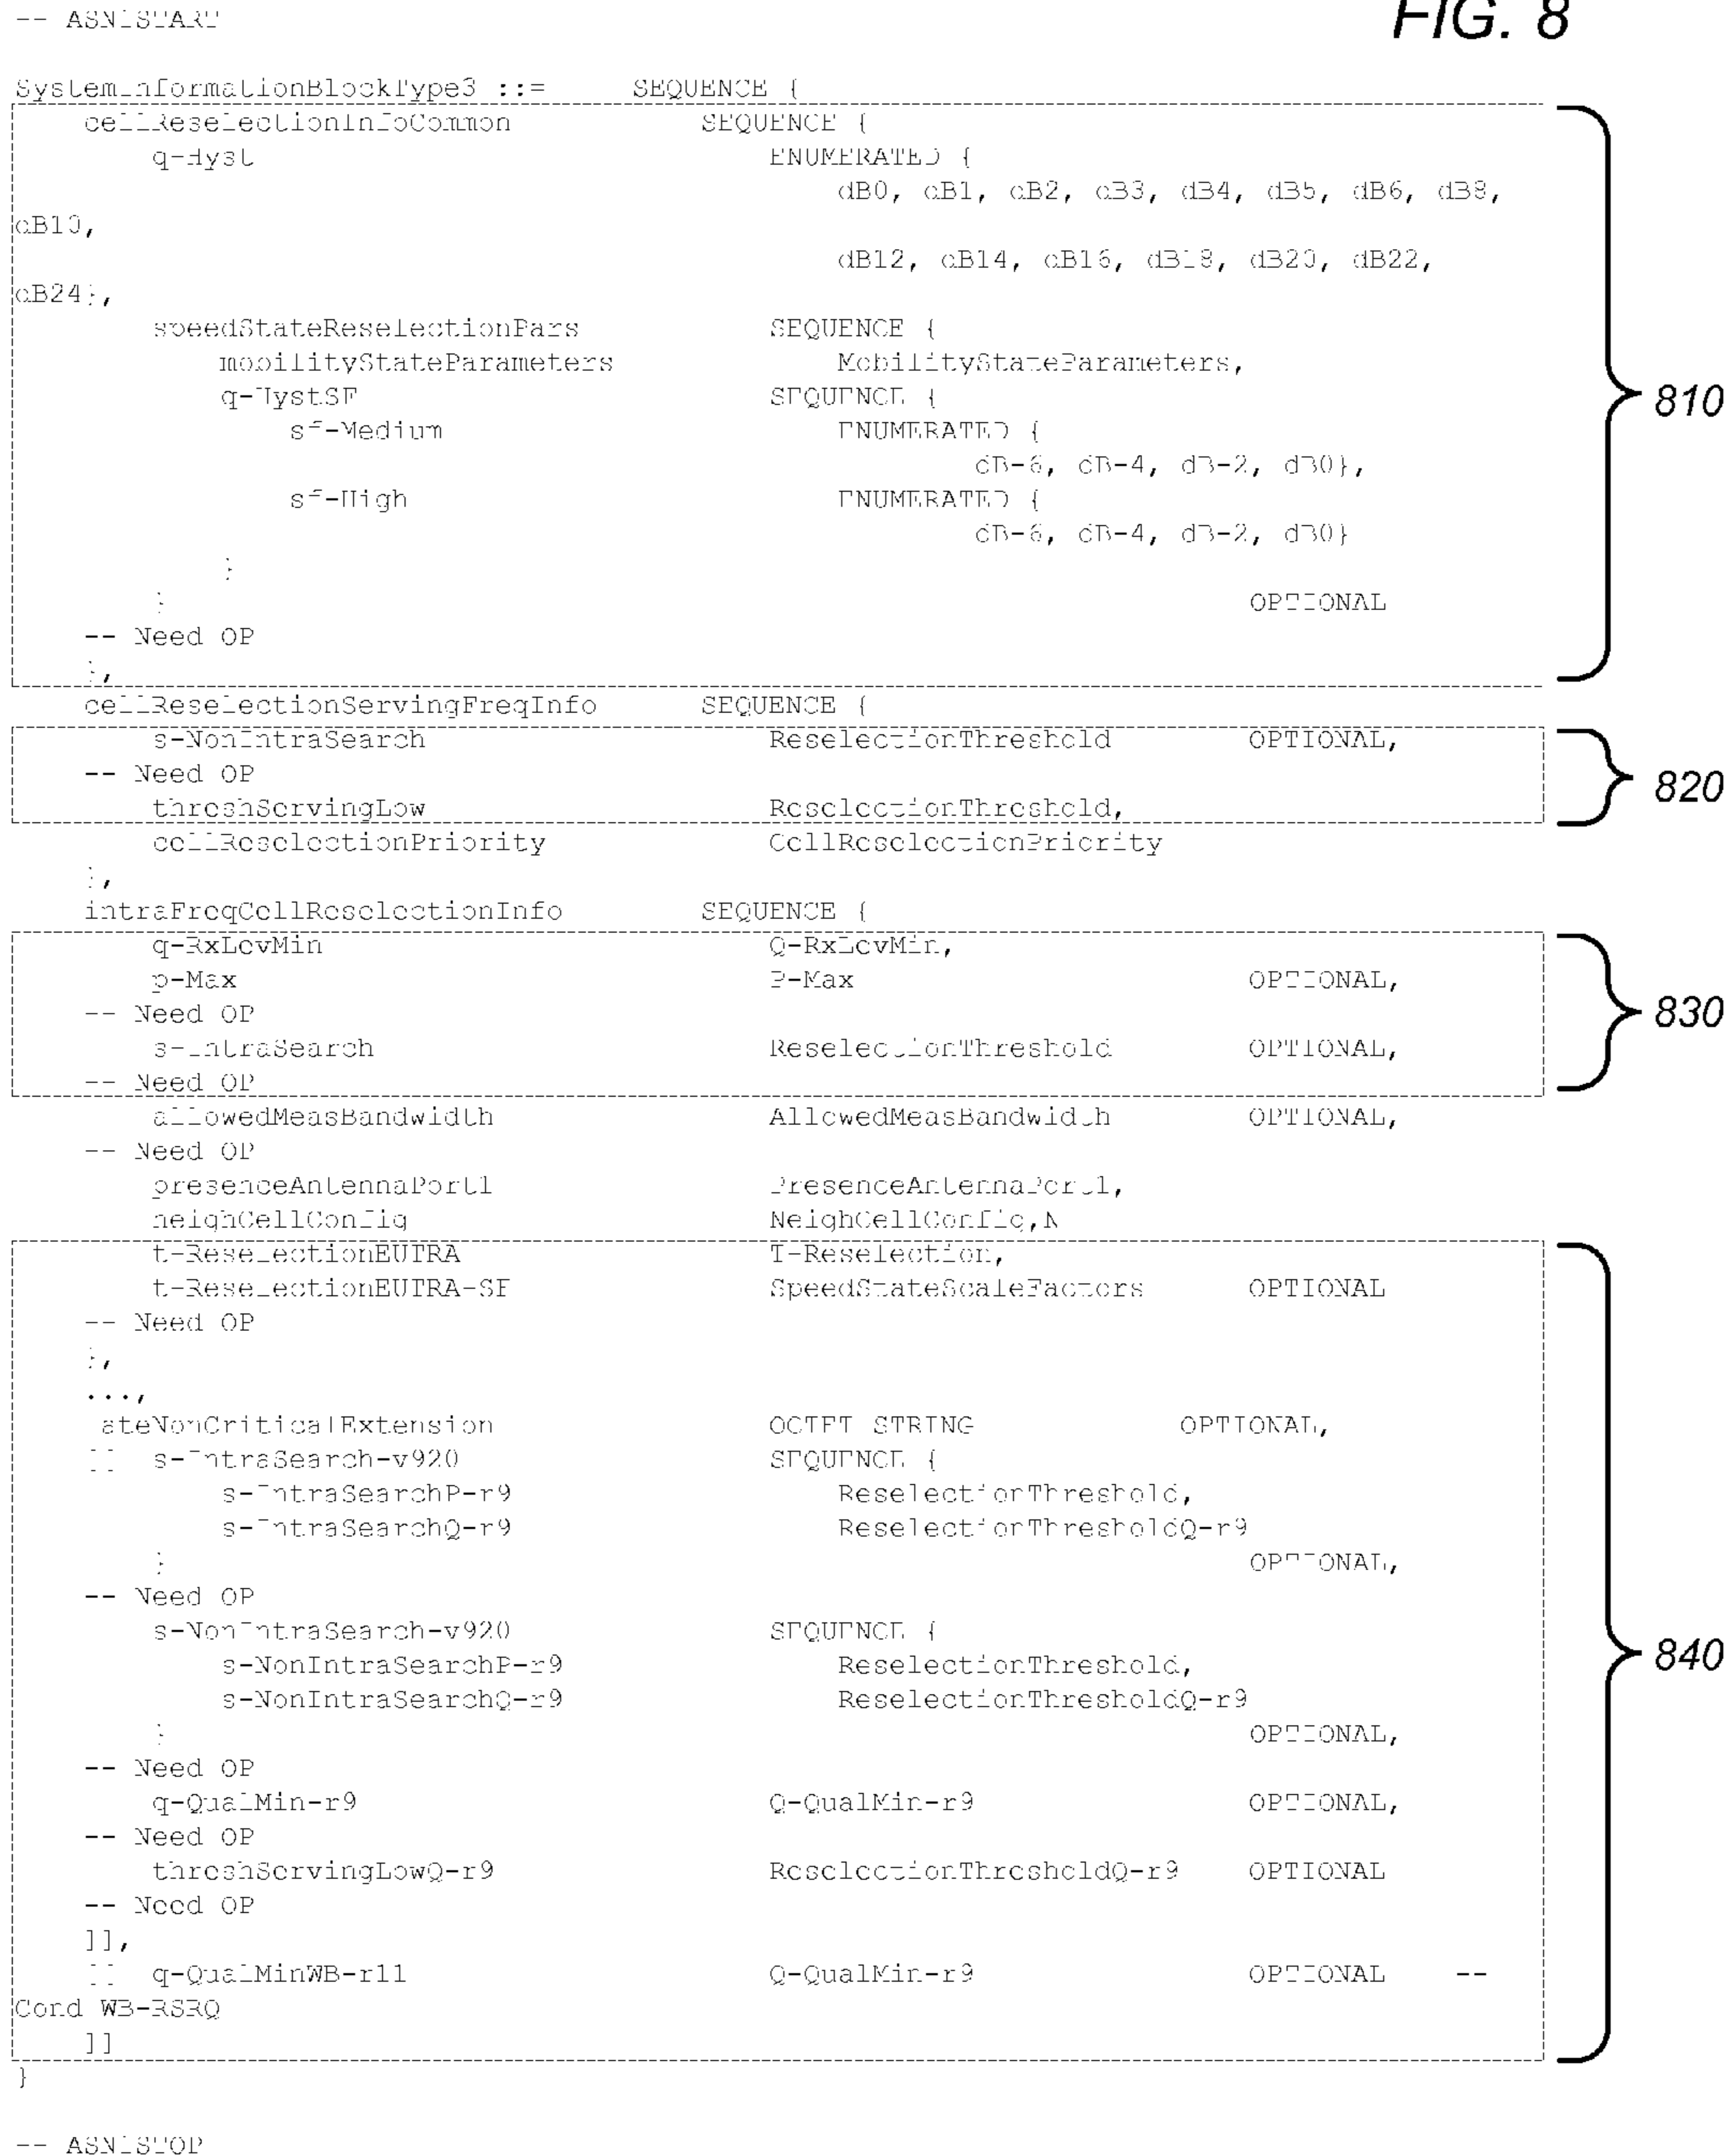 FIG. 8
-- ASN1START
SystemInformationBlockType3 ::= SEQUENCE {
cellReselectionInfoCommon SEQUENCE {
q-Hyst ENUMERATED {
dB0, dB1, dB2, dB3, dB4, dB5, dB6, dB8,
dB10,
dB12, dB14, dB16, dB18, dB20, dB22,
dB24},
speedStateReselectionPars SEQUENCE {
mobilityStateParameters MobilityStateParameters,
q-HystSF SEQUENCE {
sf-Medium ENUMERATED {
dB-6, dB-4, dB-2, dB0},
sf-High ENUMERATED {
dB-6, dB-4, dB-2, dB0}
}
} OPTIONAL
-- Need OP
},
810
cellReselectionServingFreqInfo SEQUENCE {
s-NonIntraSearch ReselectionThreshold OPTIONAL,
-- Need OP
threshServingLow ReselectionThreshold,
820
cellReselectionPriority CellReselectionPriority
},
intraFreqCellReselectionInfo SEQUENCE {
q-RxLevMin Q-RxLevMin,
p-Max P-Max OPTIONAL,
-- Need OP
830
s-IntraSearch ReselectionThreshold OPTIONAL,
-- Need OP
allowedMeasBandwidth AllowedMeasBandwidth OPTIONAL,
-- Need OP
presenceAntennaPort1 PresenceAntennaPort1,
neighCellConfig NeighCellConfig,N
t-ReselectionEUTRA T-Reselection,
t-ReselectionEUTRA-SF SpeedStateScaleFactors OPTIONAL
-- Need OP
},
...,
lateNonCriticalExtension OCTET STRING OPTIONAL,
[[ s-IntraSearch-v920 SEQUENCE {
s-IntraSearchP-r9 ReselectionThreshold,
s-IntraSearchQ-r9 ReselectionThresholdQ-r9
} OPTIONAL,
-- Need OP
s-NonIntraSearch-v920 SEQUENCE {
s-NonIntraSearchP-r9 ReselectionThreshold,
840
s-NonIntraSearchQ-r9 ReselectionThresholdQ-r9
} OPTIONAL,
-- Need OP
q-QualMin-r9 Q-QualMin-r9 OPTIONAL,
-- Need OP
threshServingLowQ-r9 ReselectionThresholdQ-r9 OPTIONAL
-- Need OP
]],
[[ q-QualMinWB-r11 Q-QualMin-r9 OPTIONAL --
Cond WB-RSRQ
]]
}
-- ASN1STOP